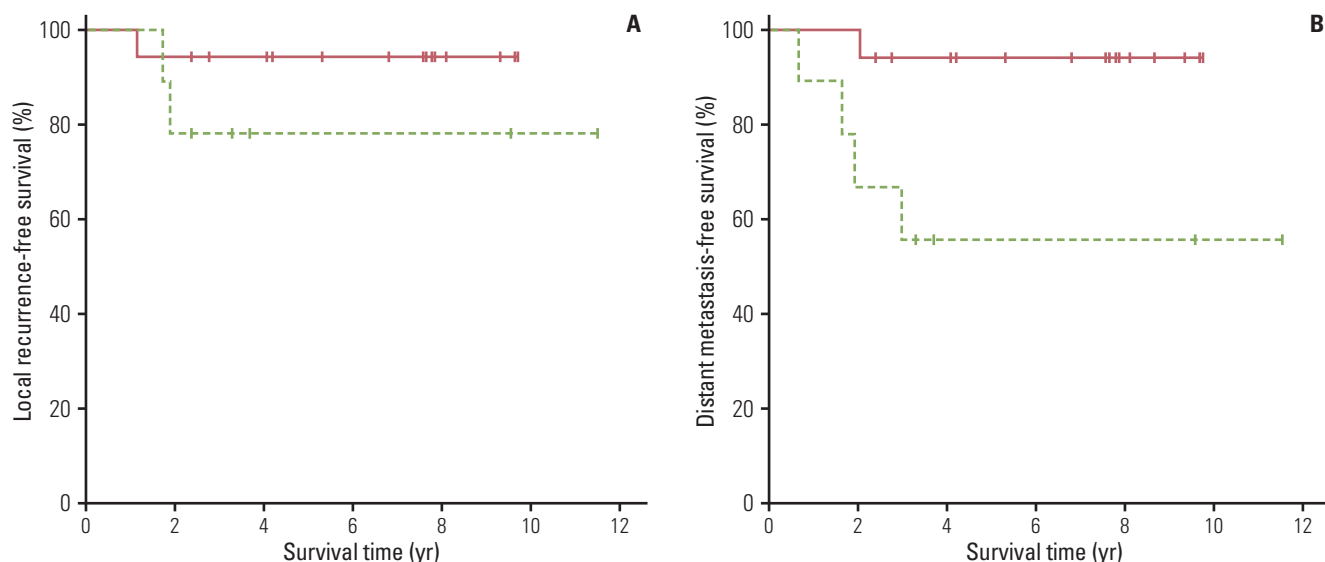 A
Local recurrence-free survival (%)
100
80
60
40
20
0
0 2 4 6 8 10 12
Survival time (yr)
B
Distant metastasis-free survival (%)
100
80
60
40
20
0
0 2 4 6 8 10 12
Survival time (yr)